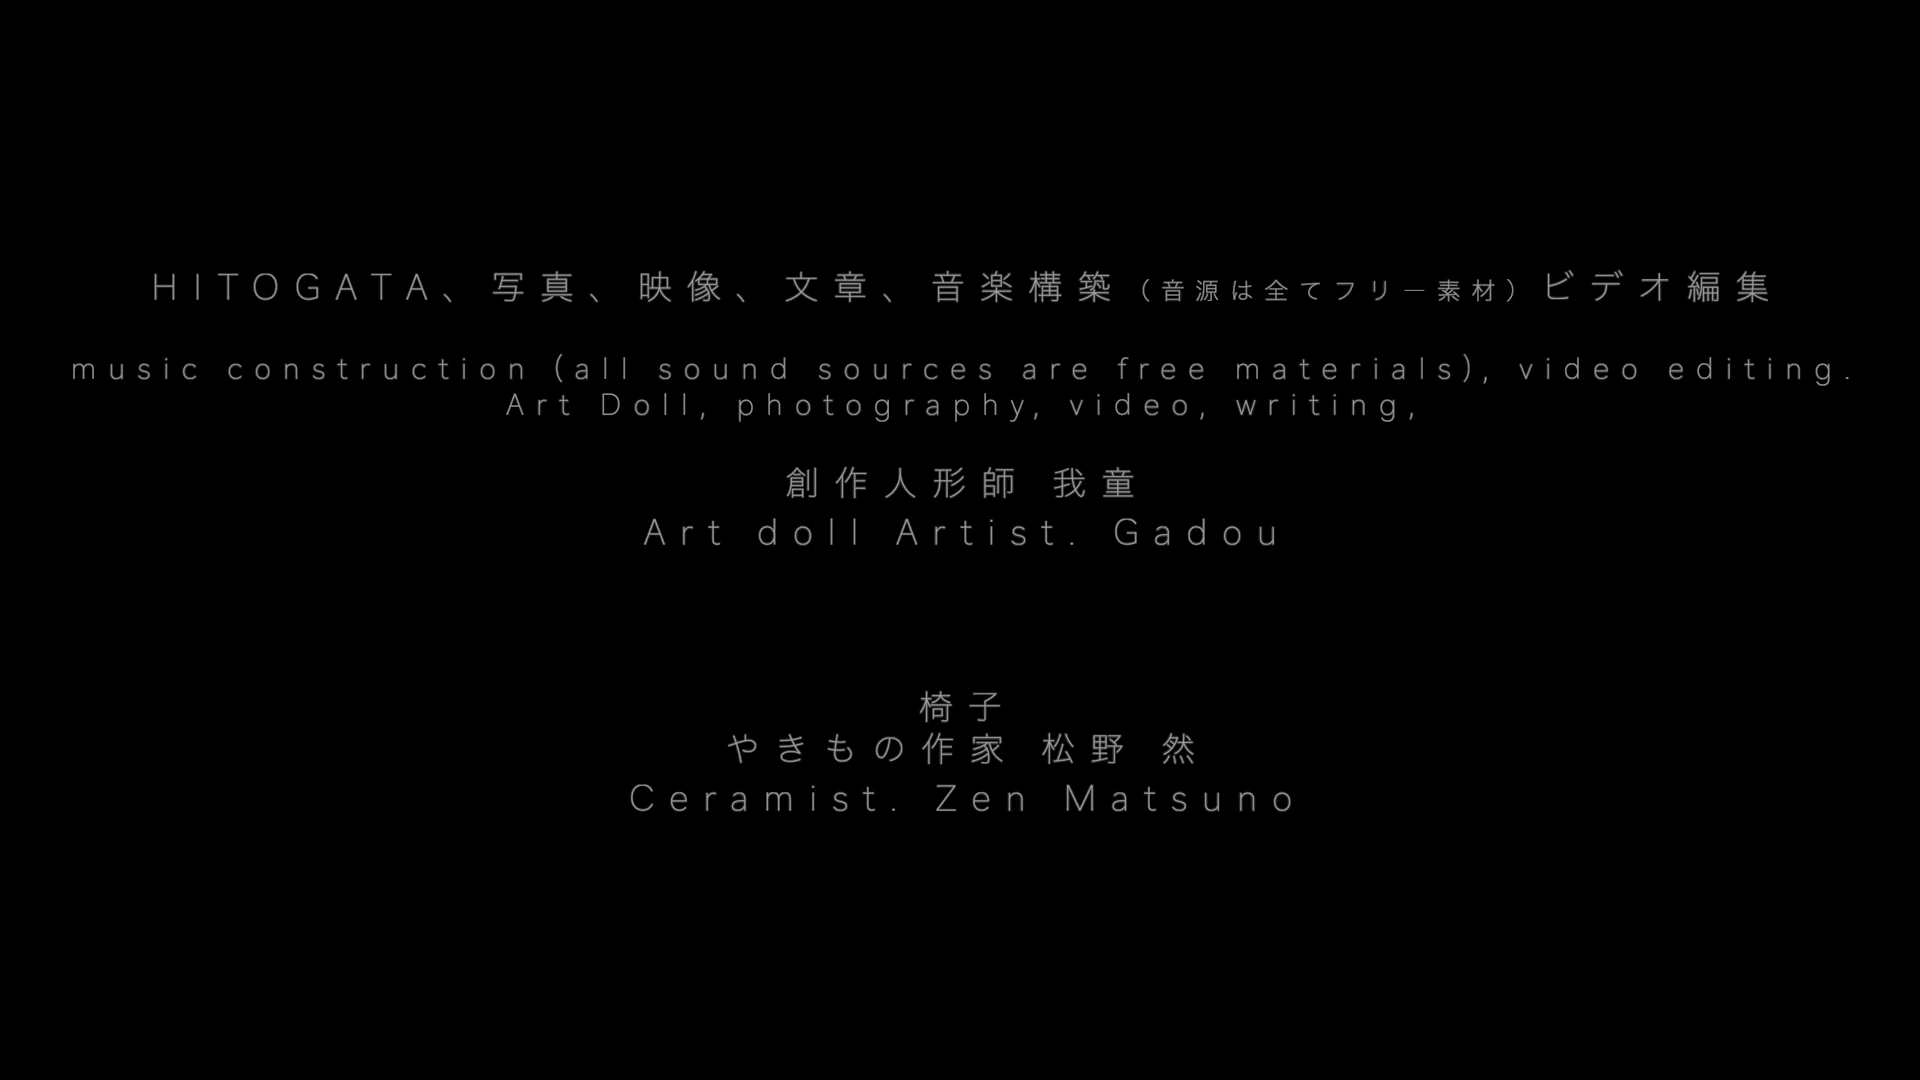 HITOGATA、写真、映像、文章、音楽構築（音源は全てフリー素材）ビデオ編集
music construction (all sound sources are free materials), video editing.
Art Doll, photography, video, writing,
創作人形師 我童
Art doll Artist. Gadou
椅子
やきもの作家 松野 然
Ceramist. Zen Matsuno